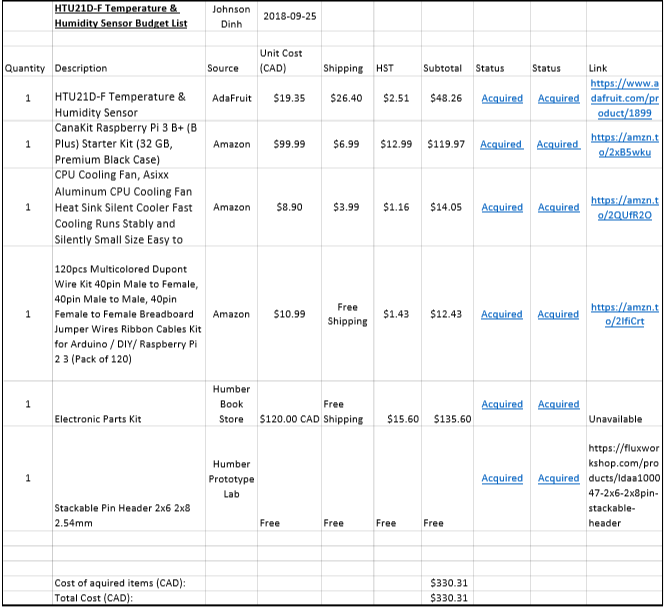 HTU21D-F Temperature &
Humidity Sensor Budget List
Johnson
Dinh
2018-09-25
Quantity Description Source Unit Cost
(CAD) Shipping HST Subtotal Status Status Link
1 HTU21D-F Temperature &
Humidity Sensor AdaFruit $19.35 $26.40 $2.51 $48.26 Acquired Acquired https://www.a
dafruit.com/pr
oduct/1899
1 CanaKit Raspberry Pi 3 B+ (B
Plus) Starter Kit (32 GB,
Premium Black Case) Amazon $99.99 $6.99 $12.99 $119.97 Acquired Acquired https://amzn.t
o/2xB5wku
1 CPU Cooling Fan, Asixx
Aluminum CPU Cooling Fan
Heat Sink Silent Cooler Fast
Cooling Runs Stably and
Silently Small Size Easy to Amazon $8.90 $3.99 $1.16 $14.05 Acquired Acquired https://amzn.t
o/2QUfR2O
1 120pcs Multicolored Dupont
Wire Kit 40pin Male to Female,
40pin Male to Male, 40pin
Female to Female Breadboard
Jumper Wires Ribbon Cables Kit
for Arduino / DIY/ Raspberry Pi
2 3 (Pack of 120) Amazon $10.99 Free
Shipping $1.43 $12.43 Acquired Acquired https://amzn.t
o/2IfiCrt
1 Electronic Parts Kit Humber
Book
Store $120.00 CAD Free
Shipping $15.60 $135.60 Acquired Acquired Unavailable
1 Stackable Pin Header 2x6 2x8
2.54mm Humber
Prototype
Lab Free Free Free Free Acquired Acquired https://fluxwor
kshop.com/pro
ducts/ldaa1000
47-2x6-2x8pin-
stackable-
header
Cost of aquired items (CAD): $330.31
Total Cost (CAD): $330.31